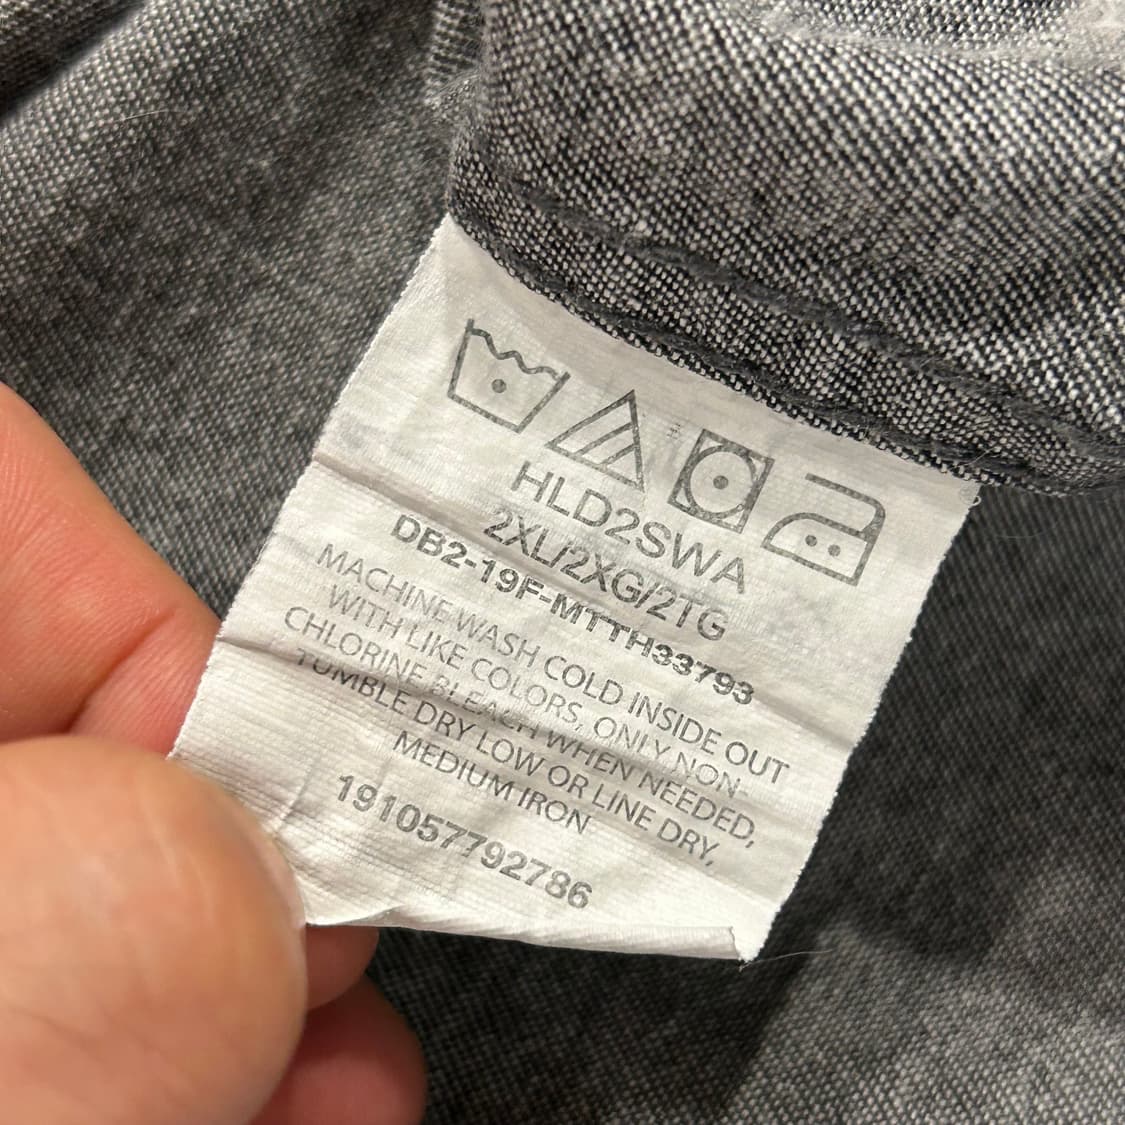 HLD2SWA
2XL/2XG/2TG
DB2-19F-MTTH33793
MACHINE WASH COLD INSIDE OUT
WITH LIKE COLORS, ONLY NON-
CHLORINE BLEACH WHEN NEEDED,
TUMBLE DRY LOW OR LINE DRY,
MEDIUM IRON
191057792786